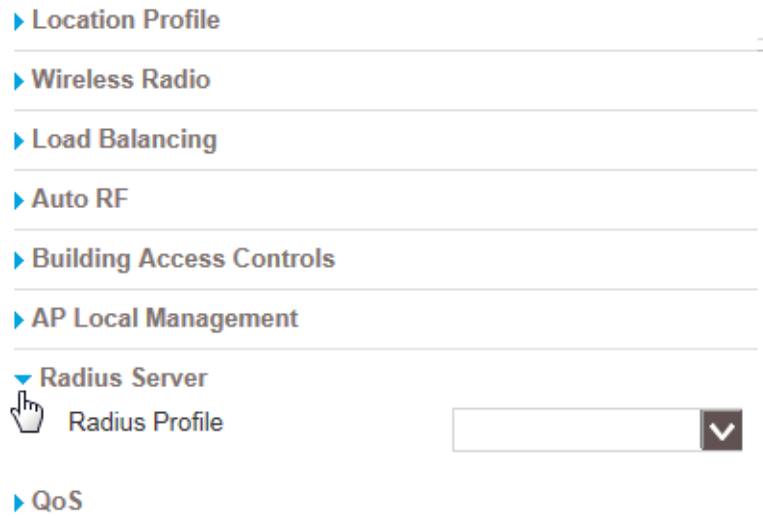 Location Profile
Wireless Radio
Load Balancing
Auto RF
Building Access Controls
AP Local Management
Radius Server
Radius Profile
QoS